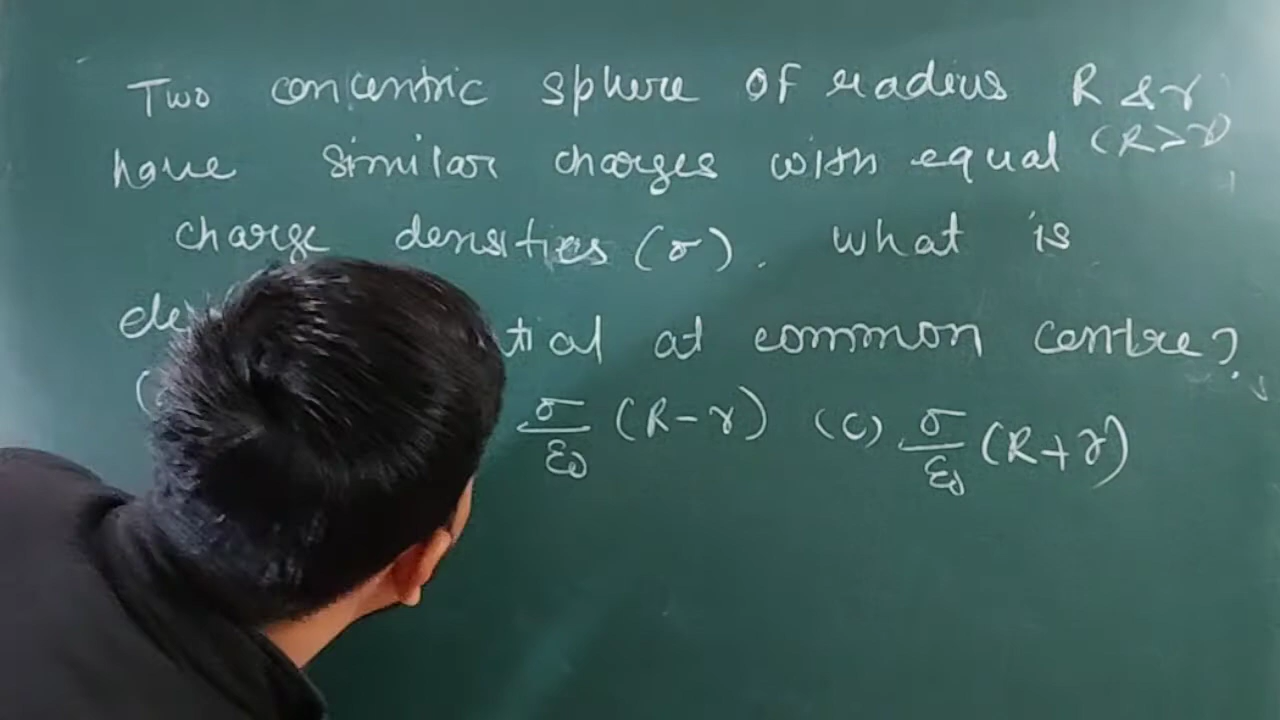 Two concentric sphere of radius R & r
(R>r)
have similar charges with equal
charge densities (σ). what is
tial at common centre?
σ/ε₀ (R-r) (c) σ/ε₀ (R+r)